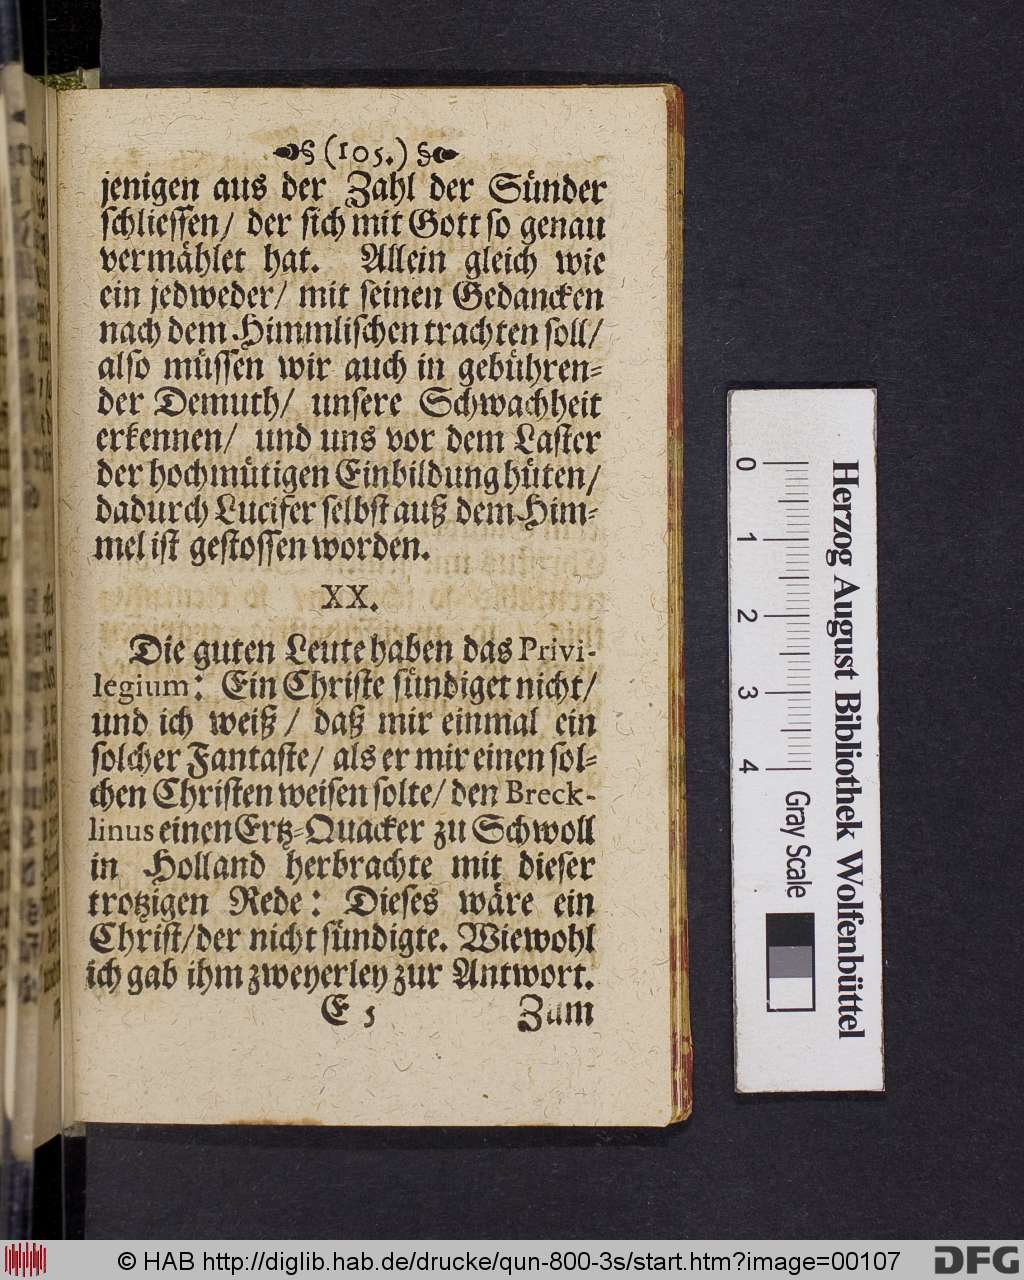 § (105.) §
jenigen aus der Zahl der Sünder
schliessen/ der sich mit Gott so genau
vermählet hat. Allein gleich wie
ein jedweder/ mit seinen Gedancken
nach dem Himmlischen trachten soll/
also müssen wir auch in gebühren=
der Demuth/ unsere Schwachheit
erkennen/ und uns vor dem Laster
der hochmütigen Einbildung hüten/
dadurch Lucifer selbst auß dem Him=
mel ist gestossen worden.
XX.
Die guten Leute haben das Privi-
legium: Ein Christe sündiget nicht/
und ich weiß / daß mir einmal ein
solcher Fantaste/ als er mir einen sol=
chen Christen weisen solte/ den Breck-
linus einen Ertz=Quacker zu Schwoll
in Holland herbrachte mit dieser
trotzigen Rede: Dieses wäre ein
Christ/der nicht sündigte. Wiewohl
ich gab ihm zweyerley zur Antwort.
E 5 Zum
0 1 2 3 4
Herzog August Bibliothek Wolfenbüttel
Gray Scale
© HAB http://diglib.hab.de/drucke/qun-800-3s/start.htm?image=00107
DFG